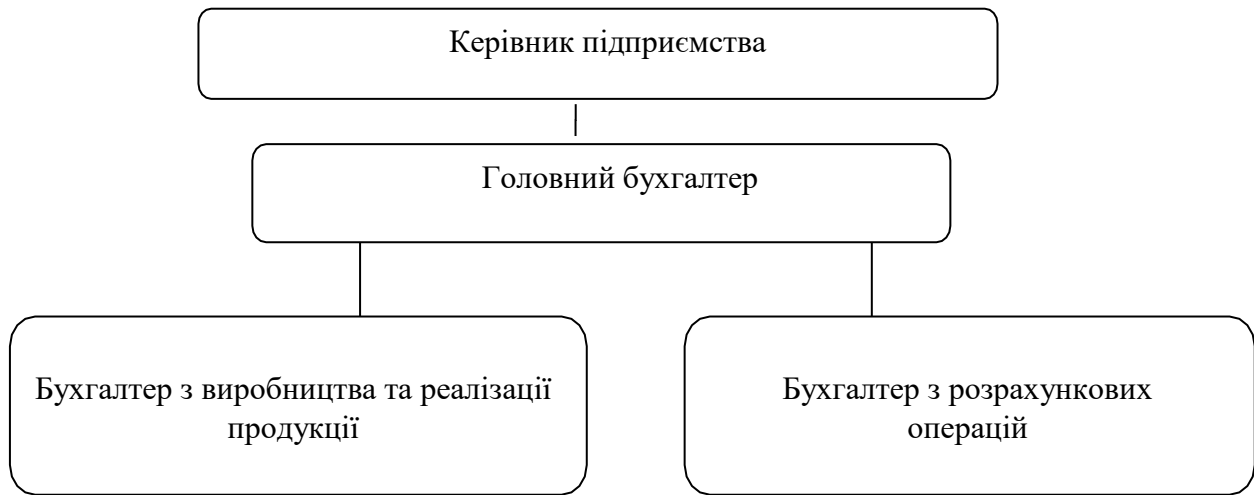 Керівник підприємства
Головний бухгалтер
Бухгалтер з виробництва та реалізації
продукції
Бухгалтер з розрахункових
операцій